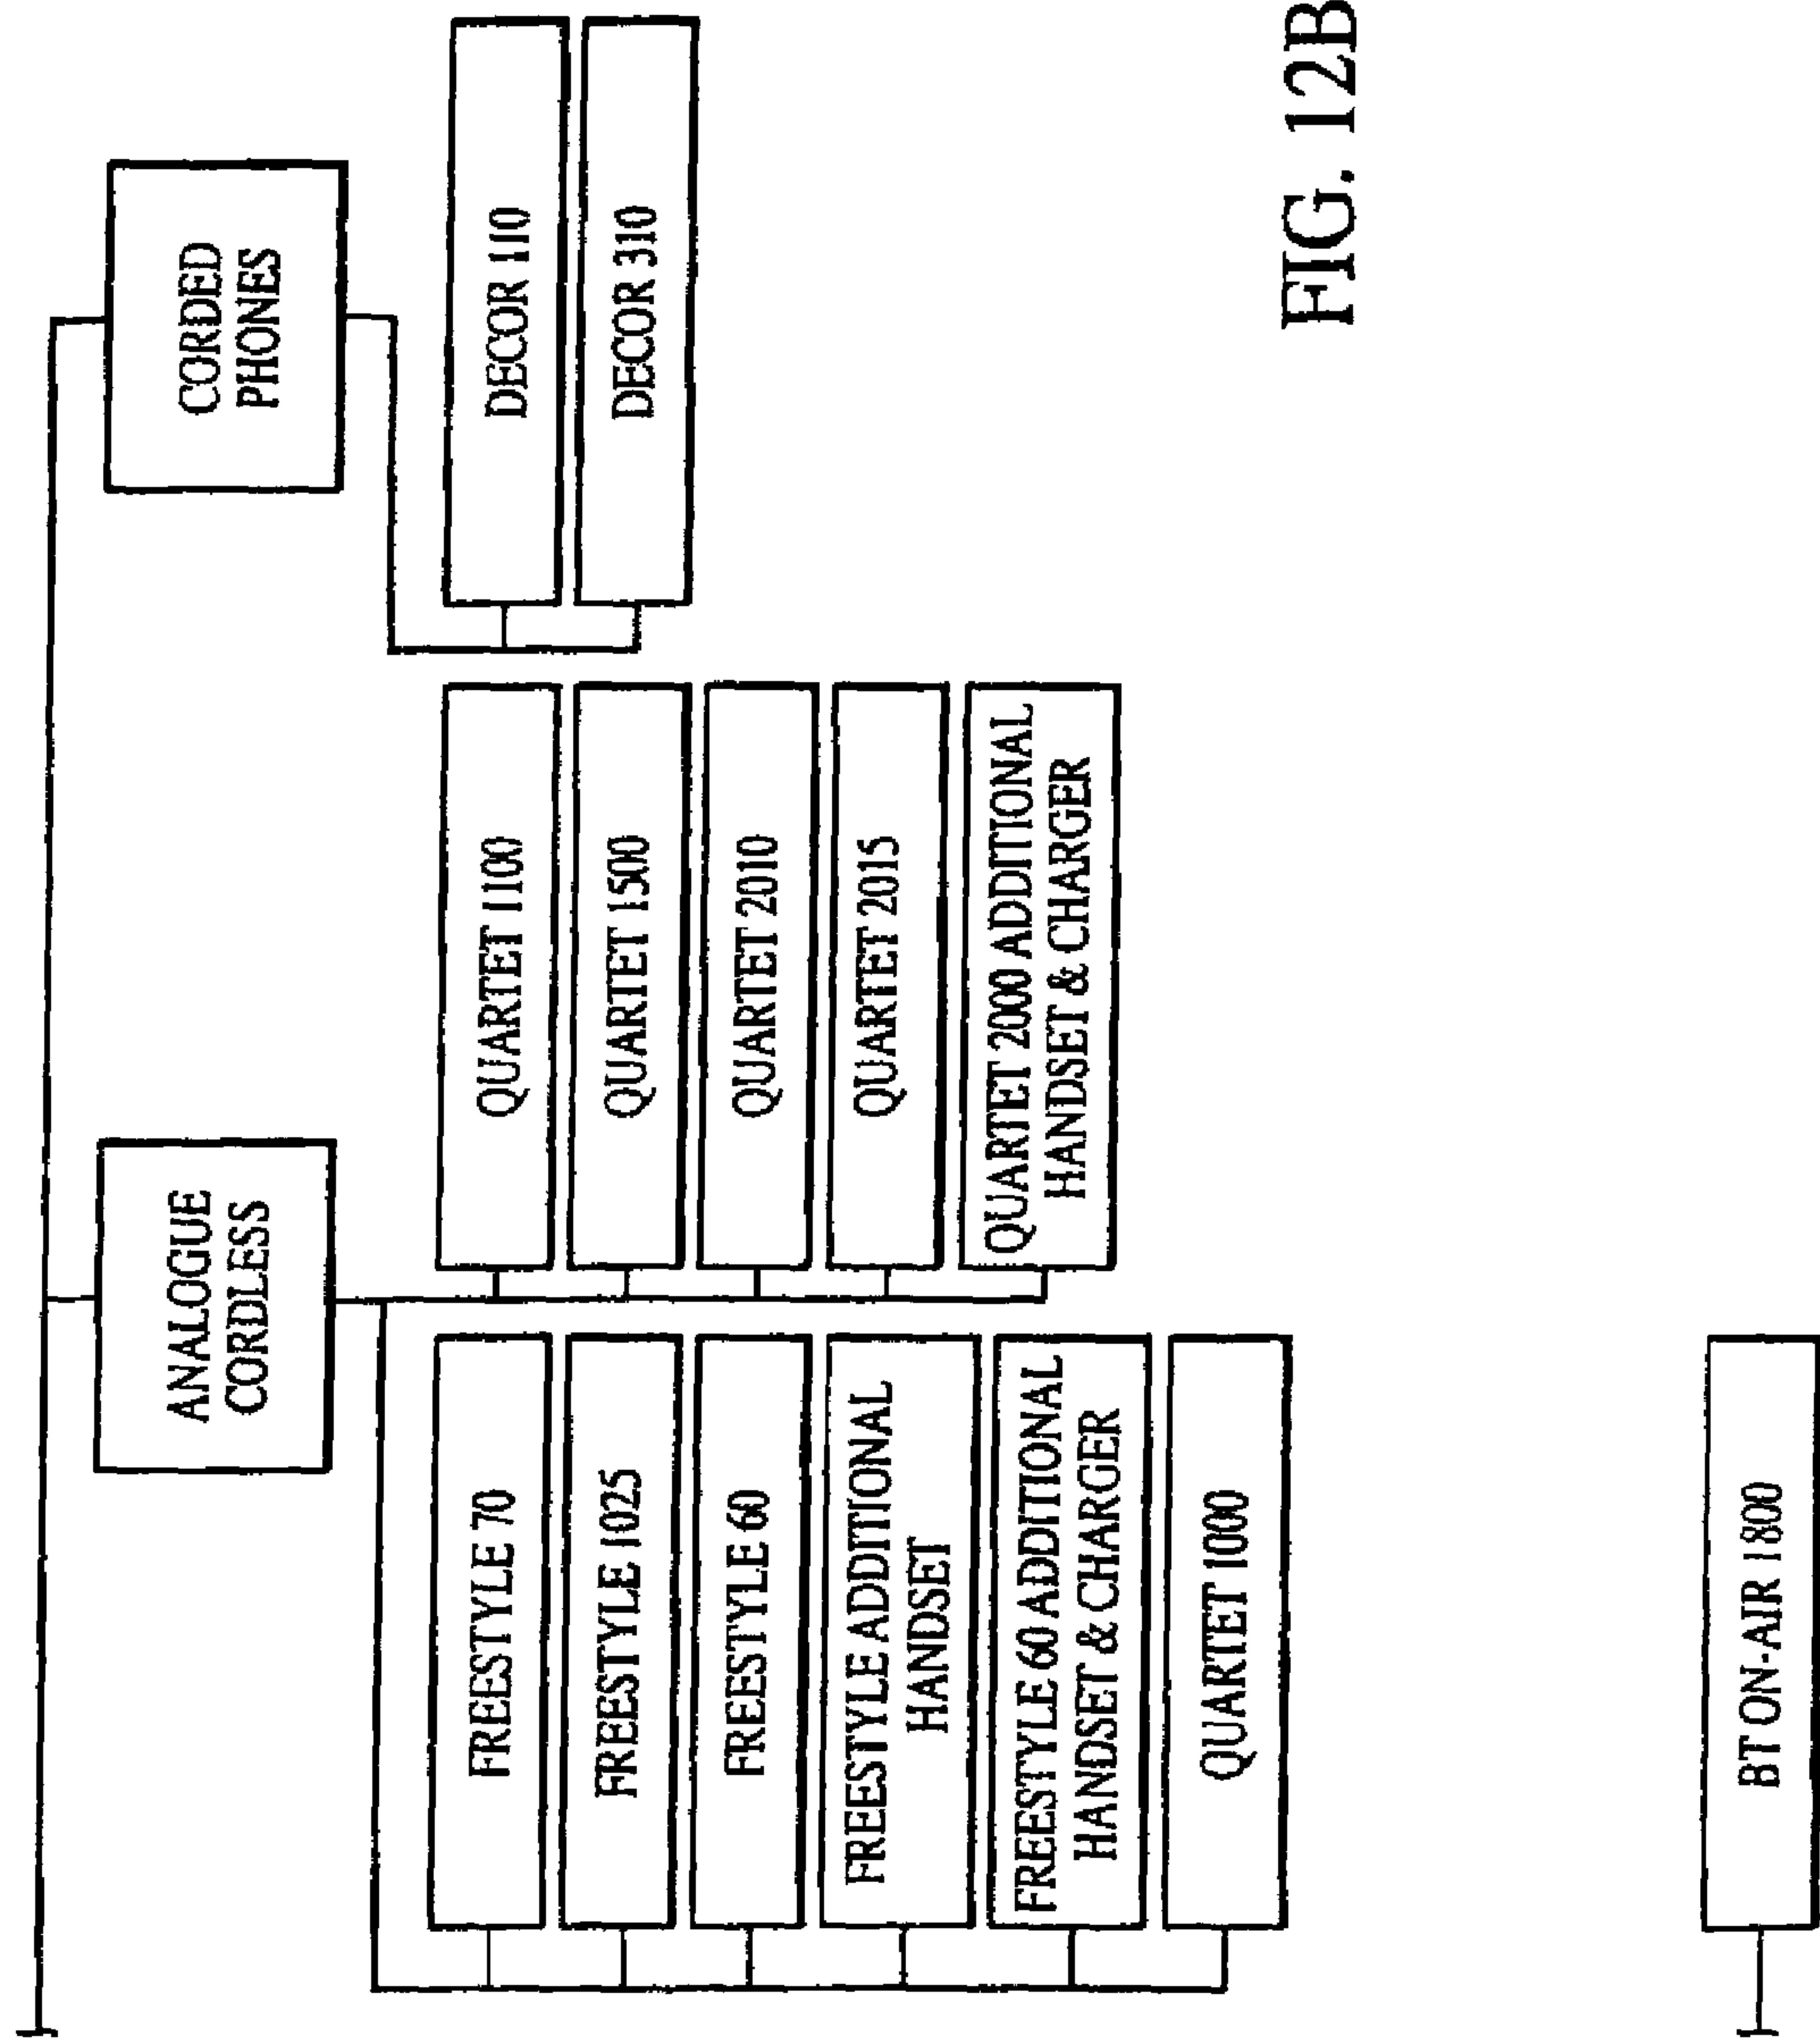 ANALOGUE
CORDLESS
CORDED
PHONES
FREESTYLE 70
FREESTYLE 1025
FREESTYLE 60
FREESTYLE ADDITIONAL
HANDSET
FREESTYLE 60 ADDITIONAL
HANDSET & CHARGER
QUARTET 1000
QUARTET 1100
QUARTET 1500
QUARTET 2010
QUARTET 2015
QUARTET 2000 ADDITIONAL
HANDSET & CHARGER
DECOR 110
DECOR 310
BT ON-AIR 1800
FIG. 12B